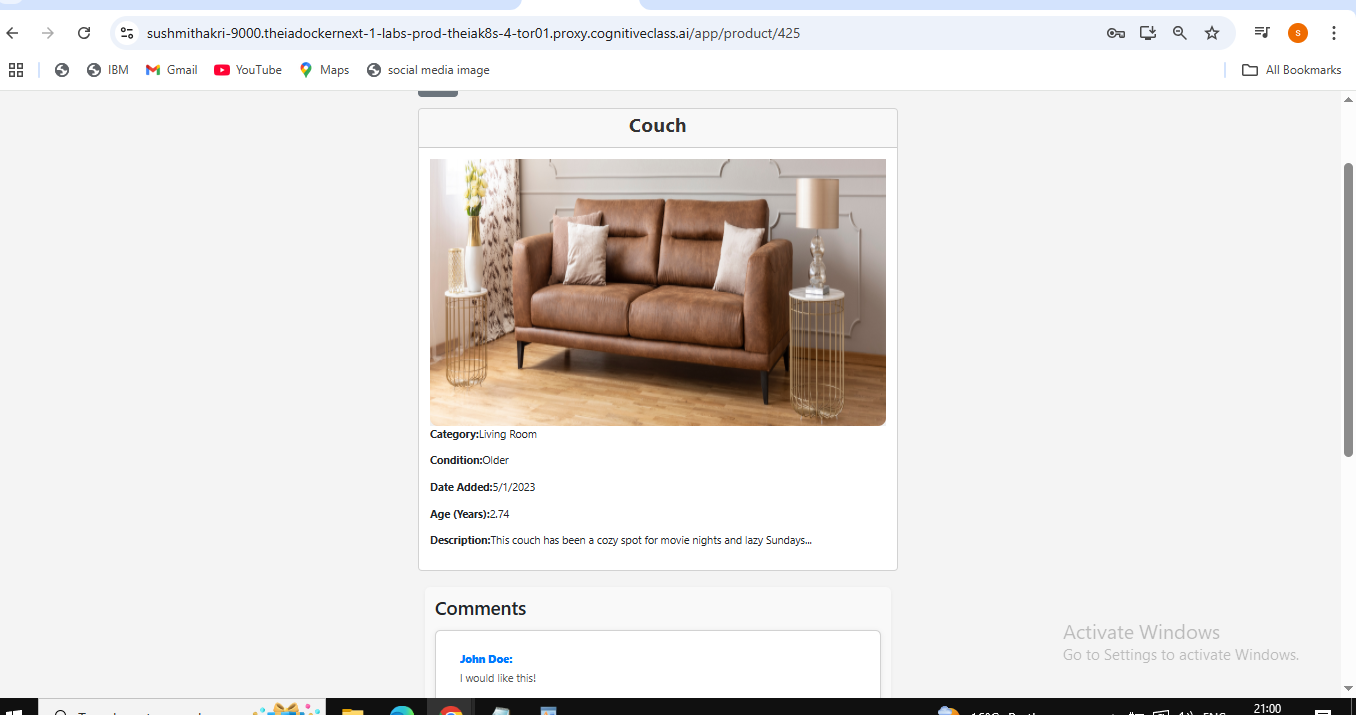 sushmithakri-9000.theiadockernext-1-labs-prod-theiak8s-4-tor01.proxy.cognitiveclass.ai/app/product/425
S
IBM
Gmail
YouTube
Maps
social media image
All Bookmarks
Couch
Category:Living Room
Condition:Older
Date Added:5/1/2023
Age (Years):2.74
Description:This couch has been a cozy spot for movie nights and lazy Sundays...
Comments
John Doe:
I would like this!
Activate Windows
Go to Settings to activate Windows.
21:00